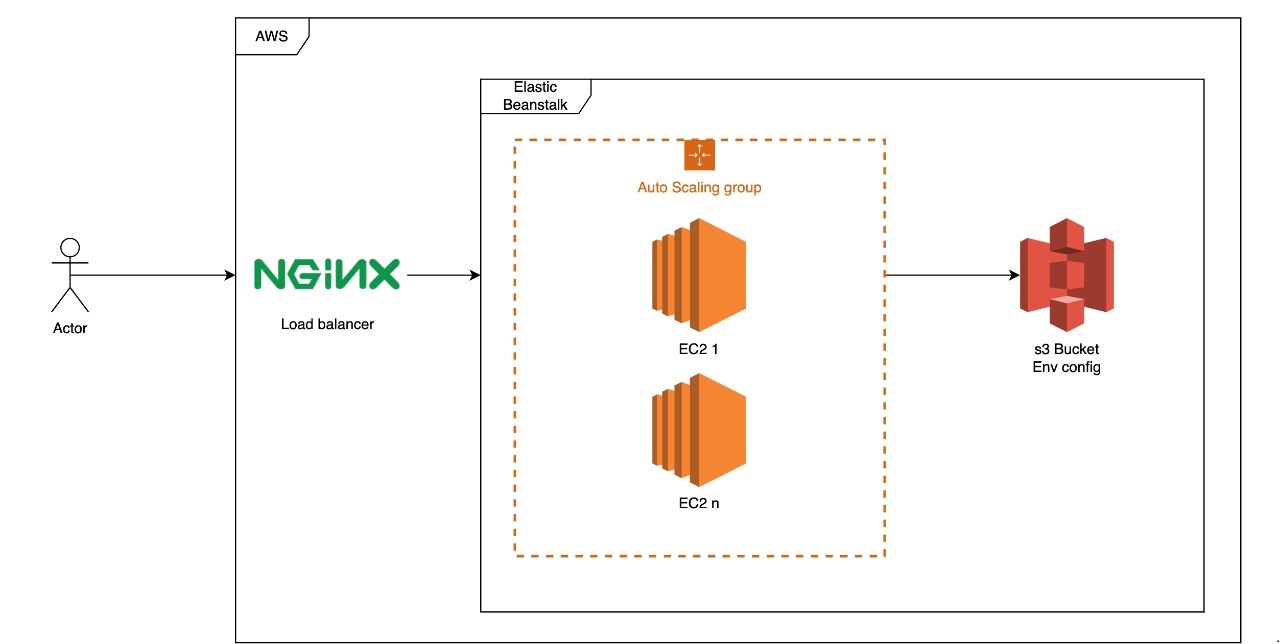 AWS
Elastic
Beanstalk
Auto Scaling group
NGiNX
Load balancer
Actor
EC2 1
s3 Bucket
Env config
EC2 n